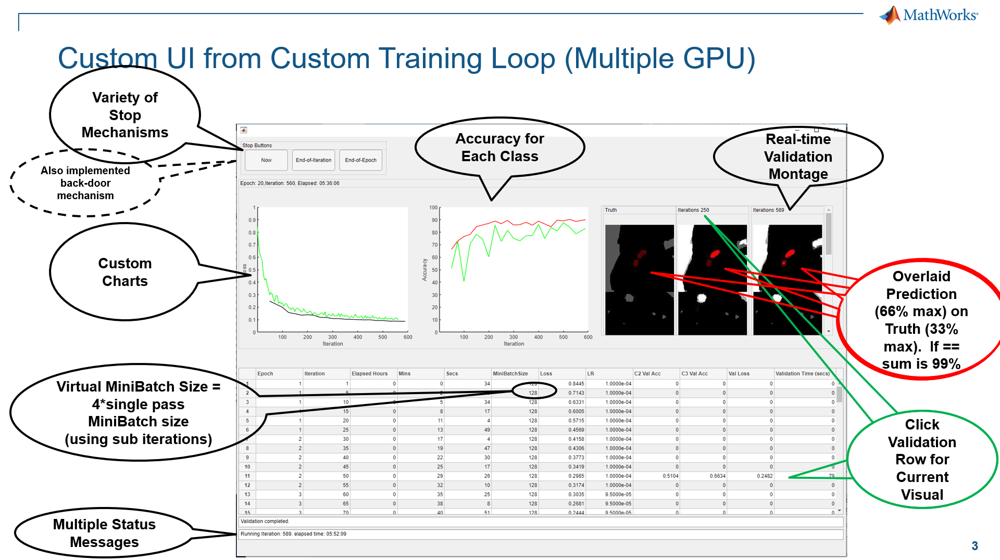 MathWorks®
Custom UI from Custom Training Loop (Multiple GPU)
Variety of
Stop
Mechanisms
Also implemented
back-door
mechanism
Custom
Charts
Virtual MiniBatch Size =
4*single pass
MiniBatch size
(using sub iterations)
Multiple Status
Messages
Accuracy for
Each Class
Real-time
Validation
Montage
Overlaid
Prediction
(66% max) on
Truth (33%
max).  If ==
sum is 99%
Click
Validation
Row for
Current
Visual
Stop Buttons
Now End-of-Iteration End-of-Epoch
Epoch: 20,Iteration: 560, Elapsed: 05:36:06
1
0.9
0.8
0.7
0.6
0.5
0.4
0.3
0.2
0.1
0
100 200 300 400 500 600
Iteration
100
90
80
70
60
50
40
30
20
10
0
Accuracy
100 200 300 400 500 600
Iteration
Truth Iterations 250 Iterations 589
Epoch Iteration Elapsed Hours Mins Secs MiniBatchSize Loss LR C2 Val Acc C3 Val Acc Val Loss Validation Time (secs)
1 1 1 0 0 34 128 0.8445 1.0000e-04 0 0 0 0
2 1 5 0 2 128 0.7143 1.0000e-04 0 0 0 0
3 1 10 0 5 34 128 0.6331 1.0000e-04 0 0 0 0
4 1 15 0 8 17 128 0.6005 1.0000e-04 0 0 0 0
5 1 20 0 11 4 128 0.5715 1.0000e-04 0 0 0 0
6 1 25 0 13 49 128 0.4569 1.0000e-04 0 0 0 0
7 2 30 0 17 4 128 0.4158 1.0000e-04 0 0 0 0
8 2 35 0 19 47 128 0.4306 1.0000e-04 0 0 0 0
9 2 40 0 22 30 128 0.3773 1.0000e-04 0 0 0 0
10 2 45 0 25 17 128 0.3419 1.0000e-04 0 0 0 0
11 2 50 0 29 26 128 0.2985 1.0000e-04 0.5104 0.6634 0.2482 79
12 2 55 0 32 10 128 0.3174 1.0000e-04 0 0 0 0
13 3 60 0 35 25 128 0.3035 9.5000e-05 0 0 0 0
14 3 65 0 38 8 128 0.2681 9.5000e-05 0 0 0 0
15 3 70 0 40 51 128 0.2444 9.5000e-05 0 0 0 0
Validation completed.
Running Iteration: 589. elapsed time: 05:52:09
3